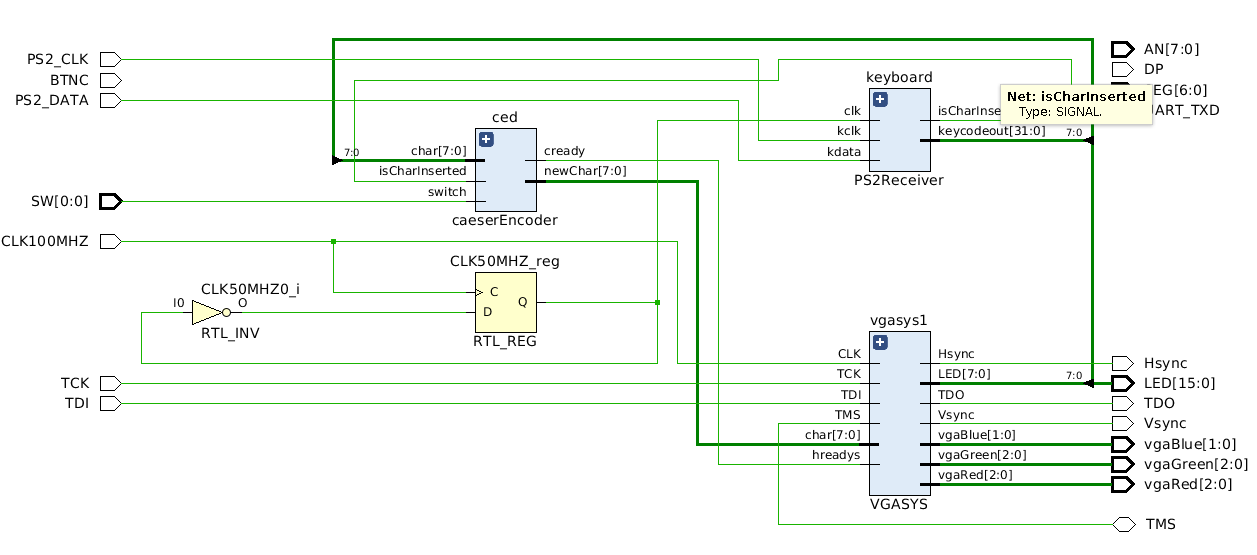 PS2_CLK
BTNC
PS2_DATA
SW[0:0]
CLK100MHZ
TCK
TDI
ced
char[7:0]
7:0
isCharInserted
switch
cready
newChar[7:0]
caeserEncoder
CLK50MHZ0_i
I0
O
RTL_INV
CLK50MHZ_reg
C
D
Q
RTL_REG
keyboard
clk
kclk
kdata
isCharInse
keycodeout[31:0]
7:0
PS2Receiver
Net: isCharInserted
Type: SIGNAL.
vgasys1
CLK
TCK
TDI
TMS
char[7:0]
hreadys
Hsync
LED[7:0]
7:0
TDO
Vsync
vgaBlue[1:0]
vgaGreen[2:0]
vgaRed[2:0]
VGASYS
AN[7:0]
DP
EG[6:0]
ART_TXD
Hsync
LED[15:0]
TDO
Vsync
vgaBlue[1:0]
vgaGreen[2:0]
vgaRed[2:0]
TMS